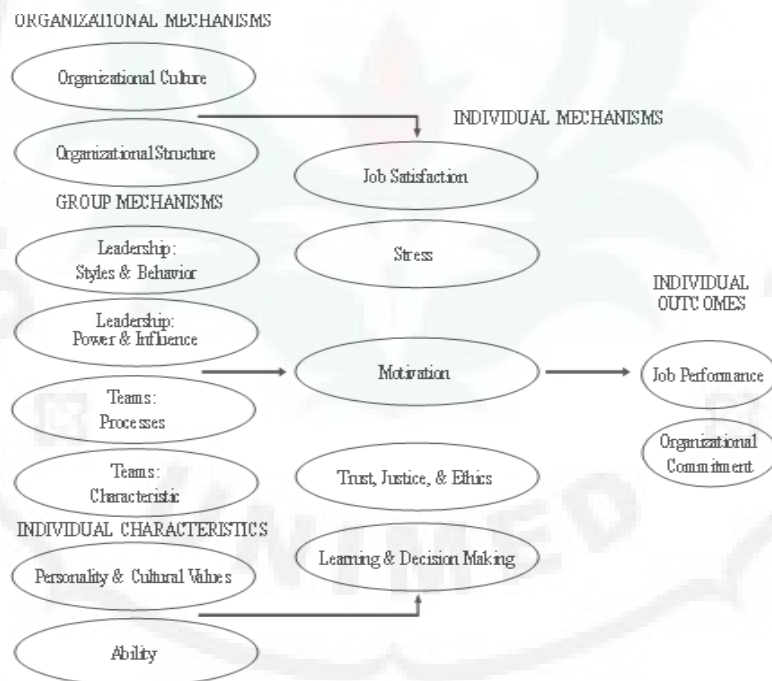 ORGANIZATIONAL MECHANISMS
Organizational Culture
Organizational Structure
GROUP MECHANISMS
Leadership:
Styles & Behavior
Leadership:
Power & Influence
Teams:
Processes
Teams:
Characteristic
INDIVIDUAL CHARACTERISTICS
Personality & Cultural Values
Ability
INDIVIDUAL MECHANISMS
Job Satisfaction
Stress
Motivation
Trust, Justice, & Ethics
Learning & Decision Making
INDIVIDUAL
OUTCOMES
Job Performance
Organizational
Commitment
UNIMED